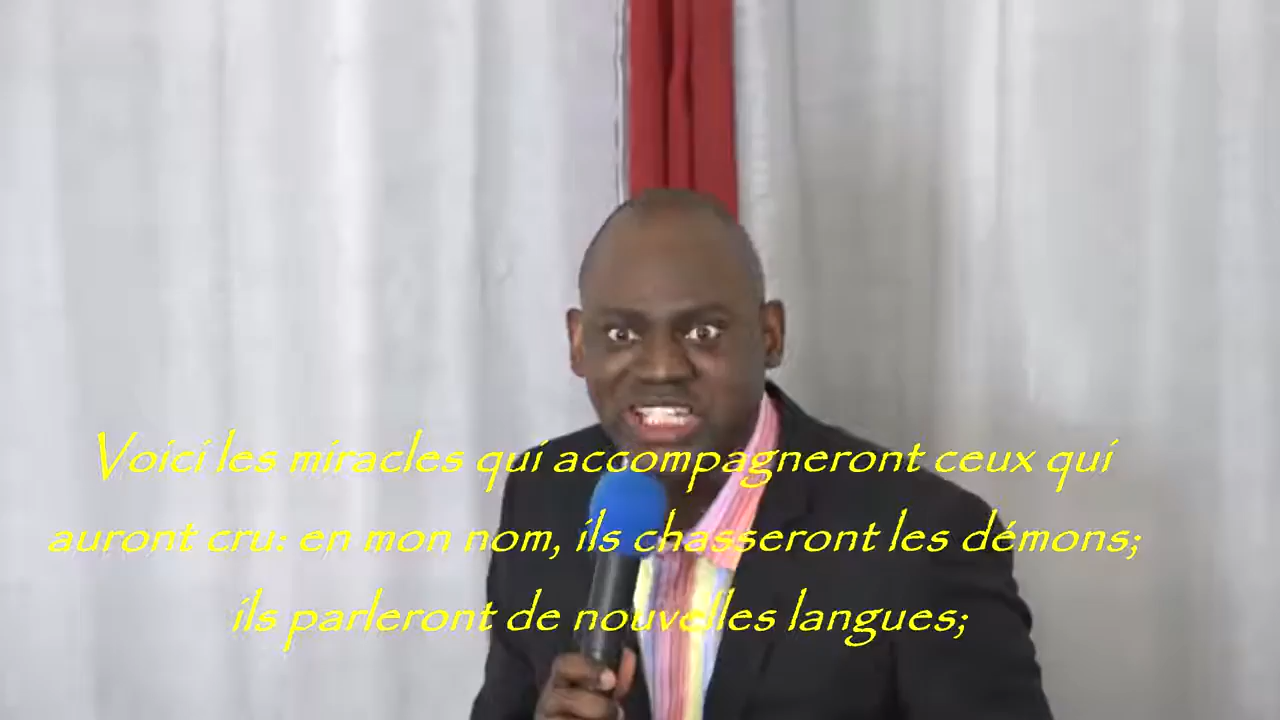 Voici les miracles qui accompagneront ceux qui
auront cru: en mon nom, ils chasseront les démons;
ils parleront de nouvelles langues;